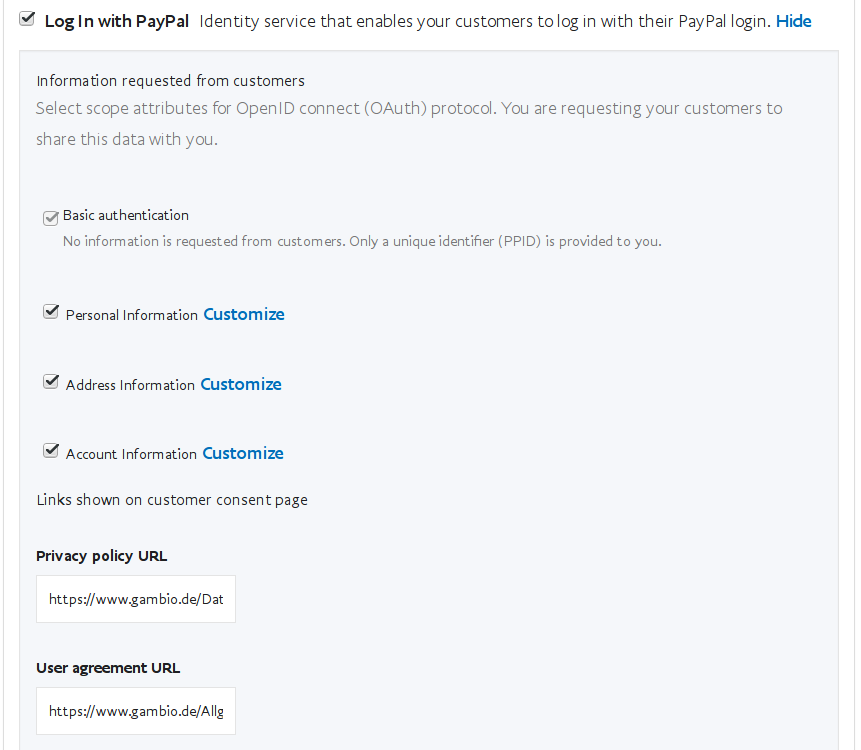 Log In with PayPal Identity service that enables your customers to log in with their PayPal login. Hide
Information requested from customers
Select scope attributes for OpenID connect (OAuth) protocol. You are requesting your customers to
share this data with you.
Basic authentication
No information is requested from customers. Only a unique identifier (PPID) is provided to you.
Personal Information Customize
Address Information Customize
Account Information Customize
Links shown on customer consent page
Privacy policy URL
https://www.gambio.de/Dat
User agreement URL
https://www.gambio.de/Allg